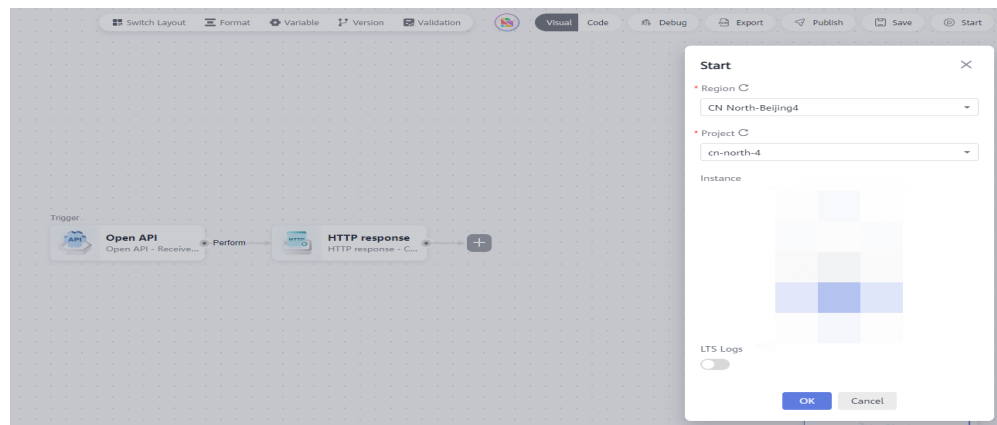 Switch Layout Format Variable Version Validation Visual Code Debug Export Publish Save Start
Start
* Region
CN North-Beijing4
* Project
cn-north-4
Instance
Trigger
API
Open API
Open API - Receive...
Perform
HTTP
HTTP response
HTTP response - C...
LTS Logs
OK Cancel